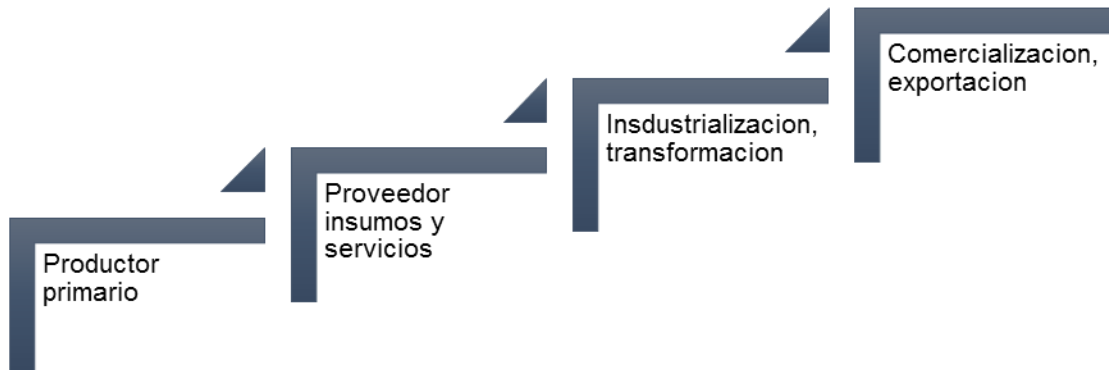 Productor
primario
Proveedor
insumos y
servicios
Insdustrializacion,
transformacion
Comercializacion,
exportacion